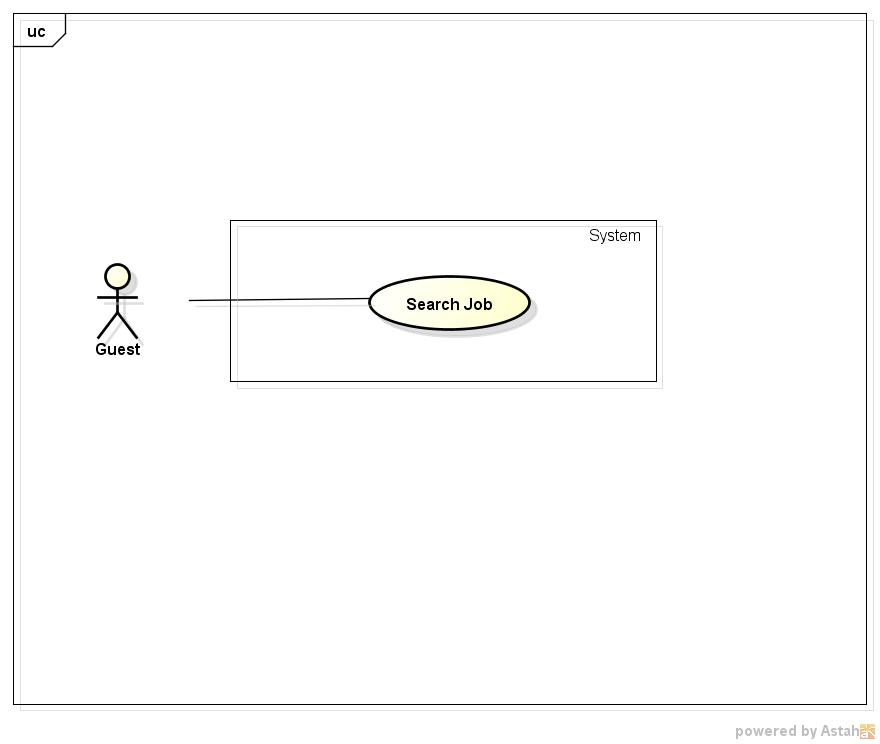 uc
System
Search Job
Guest
powered by Astah